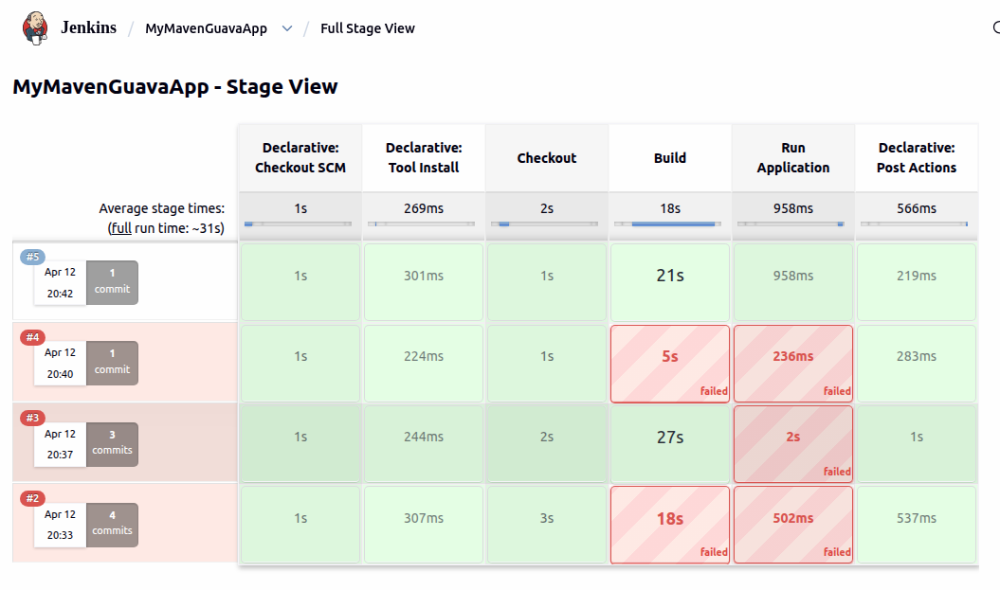 Jenkins / MyMavenGuavaApp / Full Stage View
MyMavenGuavaApp - Stage View
Declarative: Checkout SCM
Declarative: Tool Install
Checkout
Build
Run Application
Declarative: Post Actions
Average stage times:
(full run time: ~31s)
1s 269ms 2s 18s 958ms 566ms
#5
Apr 12
20:42
1
commit
1s 301ms 1s 21s 958ms 219ms
#4
Apr 12
20:40
1
commit
1s 224ms 1s 5s 236ms 283ms
failed failed
#3
Apr 12
20:37
3
commits
1s 244ms 2s 27s 2s 1s
failed
#2
Apr 12
20:33
4
commits
1s 307ms 3s 18s 502ms 537ms
failed failed